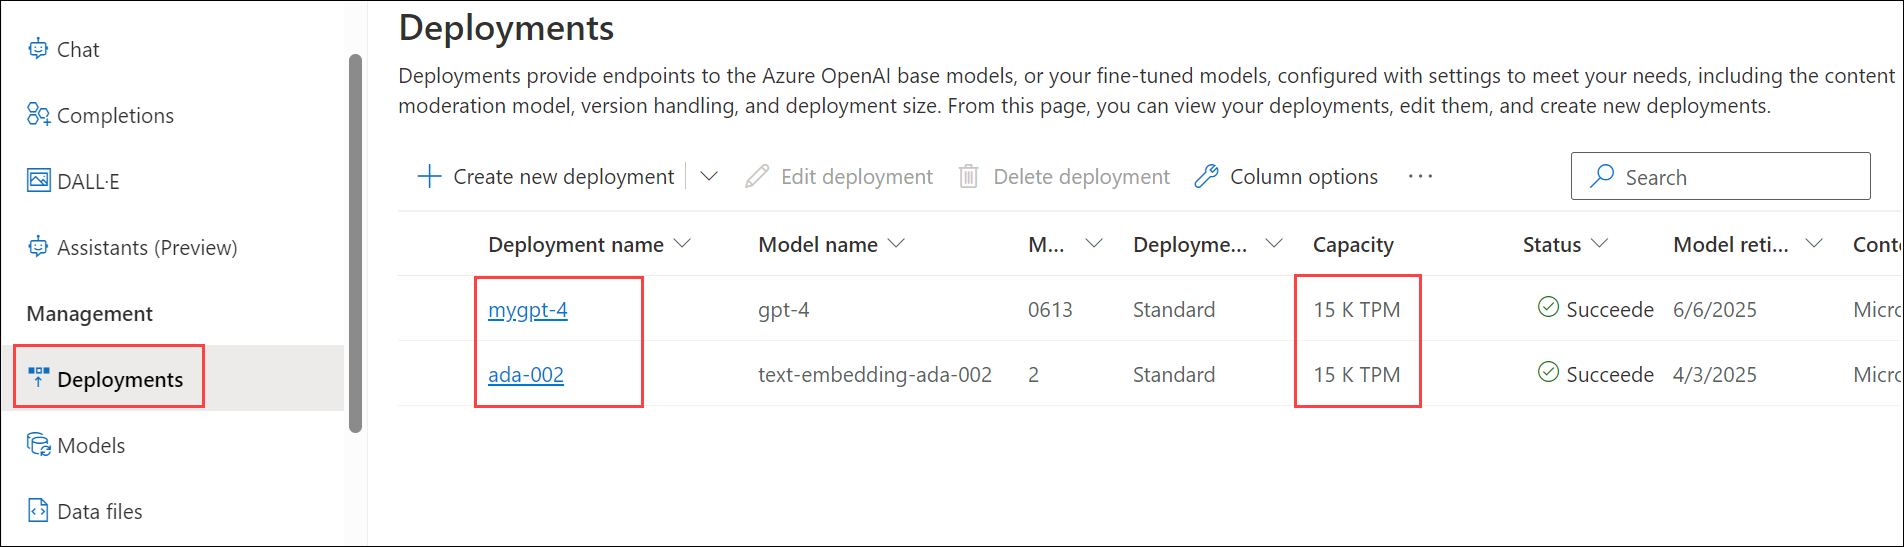 Chat
Completions
DALL·E
Assistants (Preview)
Management
Deployments
Models
Data files
Deployments
Deployments provide endpoints to the Azure OpenAI base models, or your fine-tuned models, configured with settings to meet your needs, including the content
moderation model, version handling, and deployment size. From this page, you can view your deployments, edit them, and create new deployments.
Create new deployment Edit deployment Delete deployment Column options ··· Search
Deployment name Model name M... Deployme... Capacity Status Model reti... Conte
mygpt-4 gpt-4 0613 Standard 15 K TPM Succeede 6/6/2025 Micro
ada-002 text-embedding-ada-002 2 Standard 15 K TPM Succeede 4/3/2025 Micro